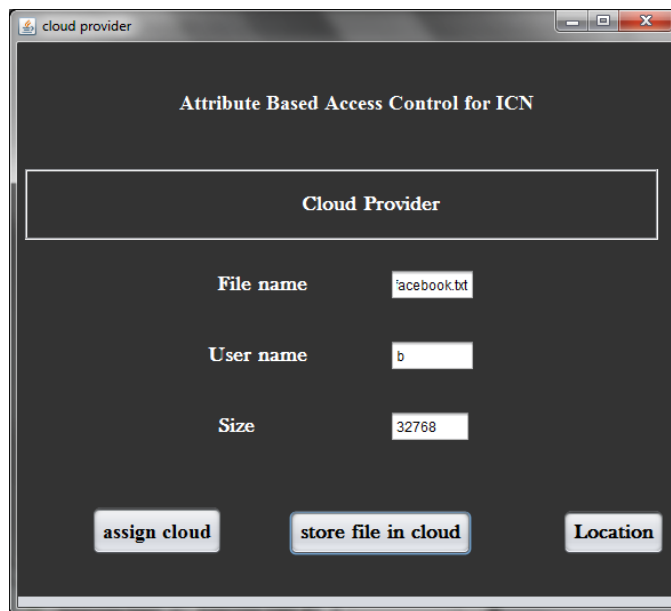 cloud provider
Attribute Based Access Control for ICN
Cloud Provider
File name facebook.txt
User name b
Size 32768
assign cloud store file in cloud Location